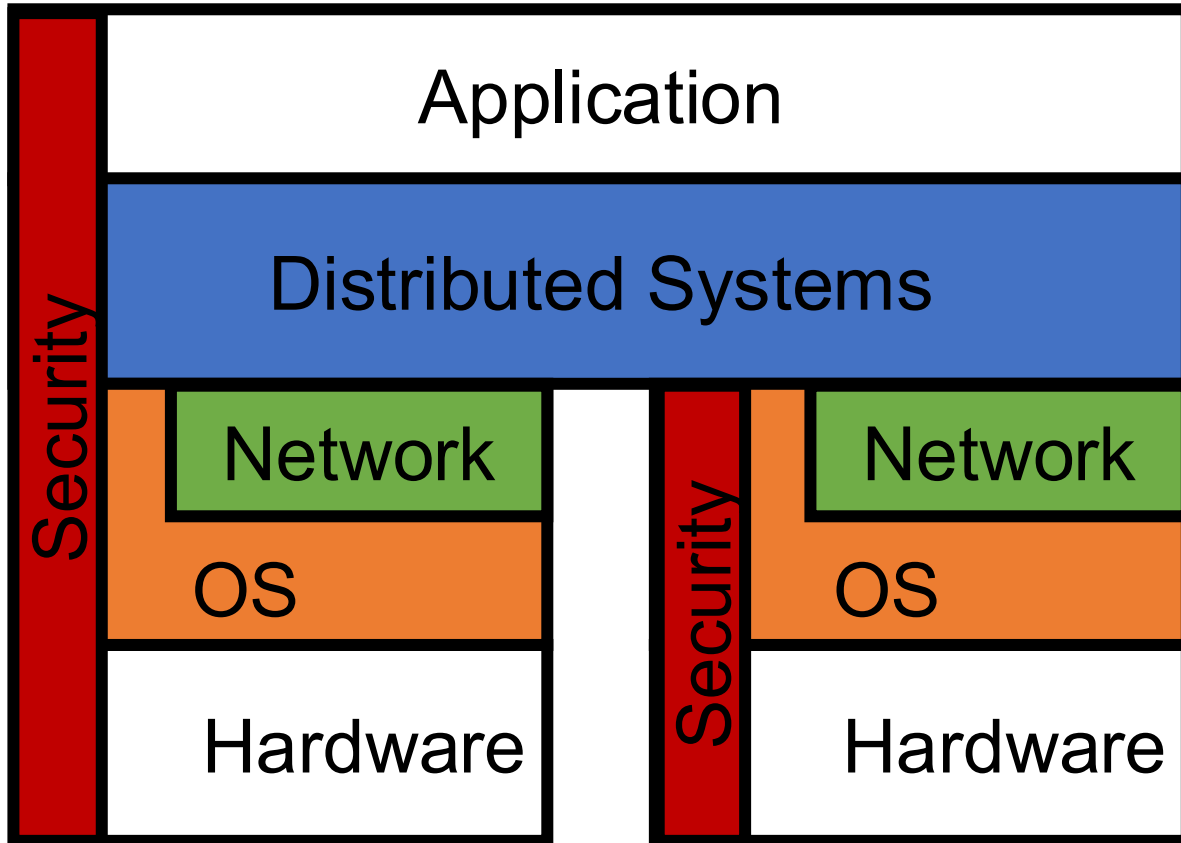 Application
Distributed Systems
Security
Network
OS
Hardware
Security
Network
OS
Hardware